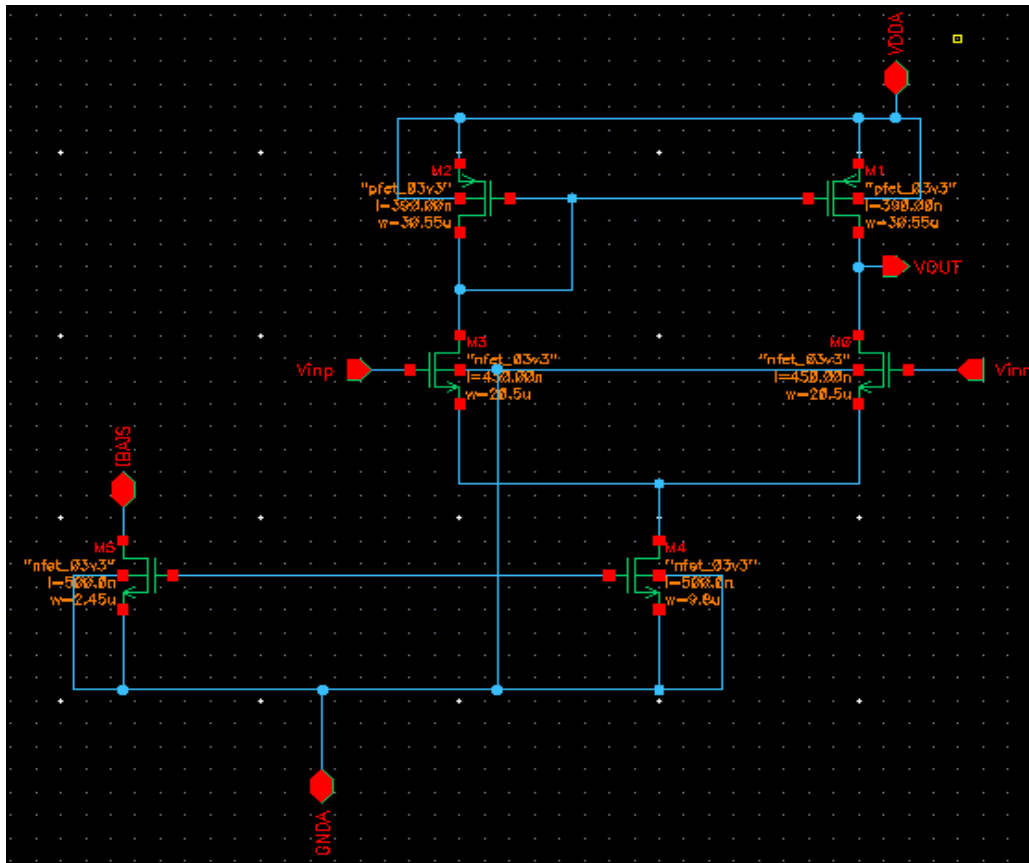 VDDA
M2
"pfet_03v3"
l=390.00n
w=30.55u
M1
"pfet_03v3"
l=390.00n
w=30.55u
VOUT
Vinp
M3
"nfet_03v3"
l=450.00n
w=20.5u
M0
"nfet_03v3"
l=450.00n
w=20.5u
Vinn
IBAIS
M5
"nfet_03v3"
l=500.0n
w=2.45u
M4
"nfet_03v3"
l=500.0n
w=9.8u
GNDA